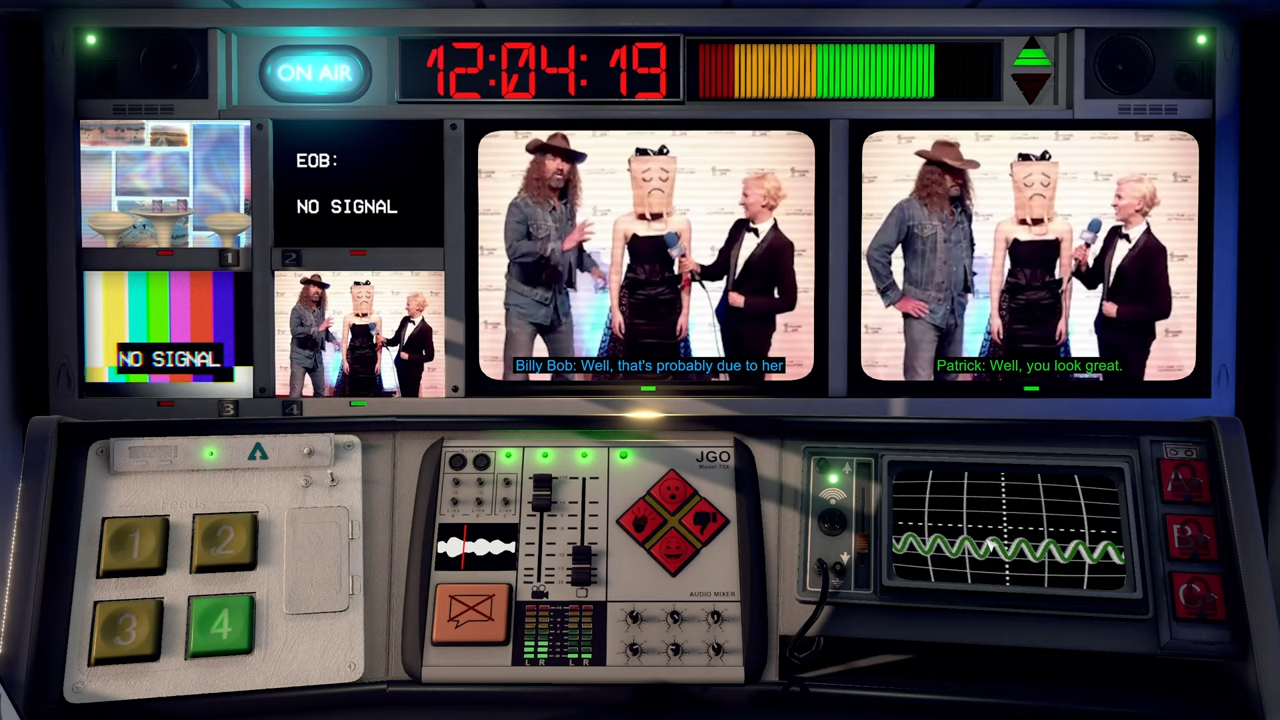 ON AIR
12:04:19
EOB:
NO SIGNAL
1
2
NO SIGNAL
3
4
Billy Bob: Well, that's probably due to her
Patrick: Well, you look great.
1
2
3
4
JGO
AUDIO MIXER
L R
L R
A
B
C